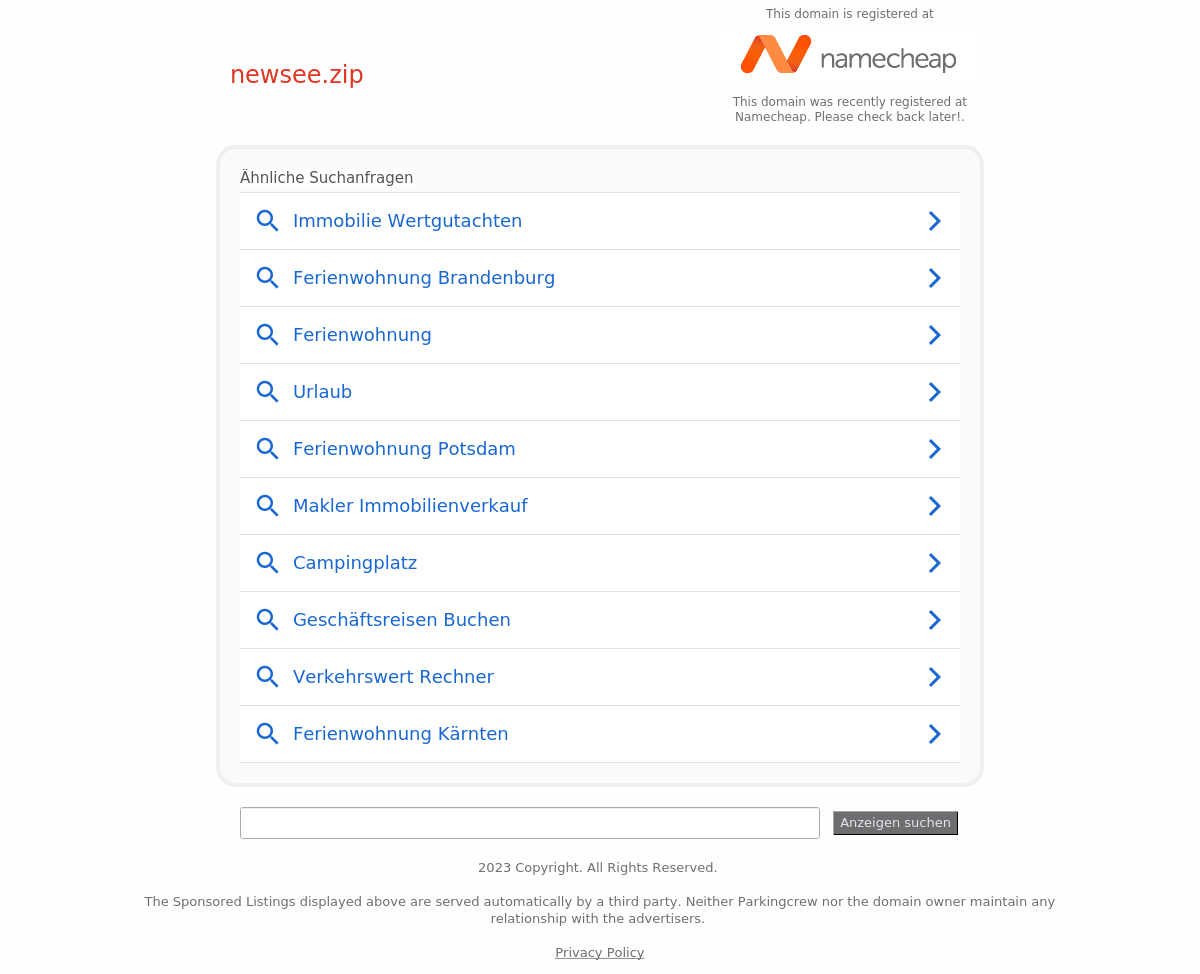 This domain is registered at
namecheap
newsee.zip
This domain was recently registered at
Namecheap. Please check back later!.
Ähnliche Suchanfragen
Immobilie Wertgutachten
Ferienwohnung Brandenburg
Ferienwohnung
Urlaub
Ferienwohnung Potsdam
Makler Immobilienverkauf
Campingplatz
Geschäftsreisen Buchen
Verkehrswert Rechner
Ferienwohnung Kärnten
Anzeigen suchen
2023 Copyright. All Rights Reserved.
The Sponsored Listings displayed above are served automatically by a third party. Neither Parkingcrew nor the domain owner maintain any
relationship with the advertisers.
Privacy Policy